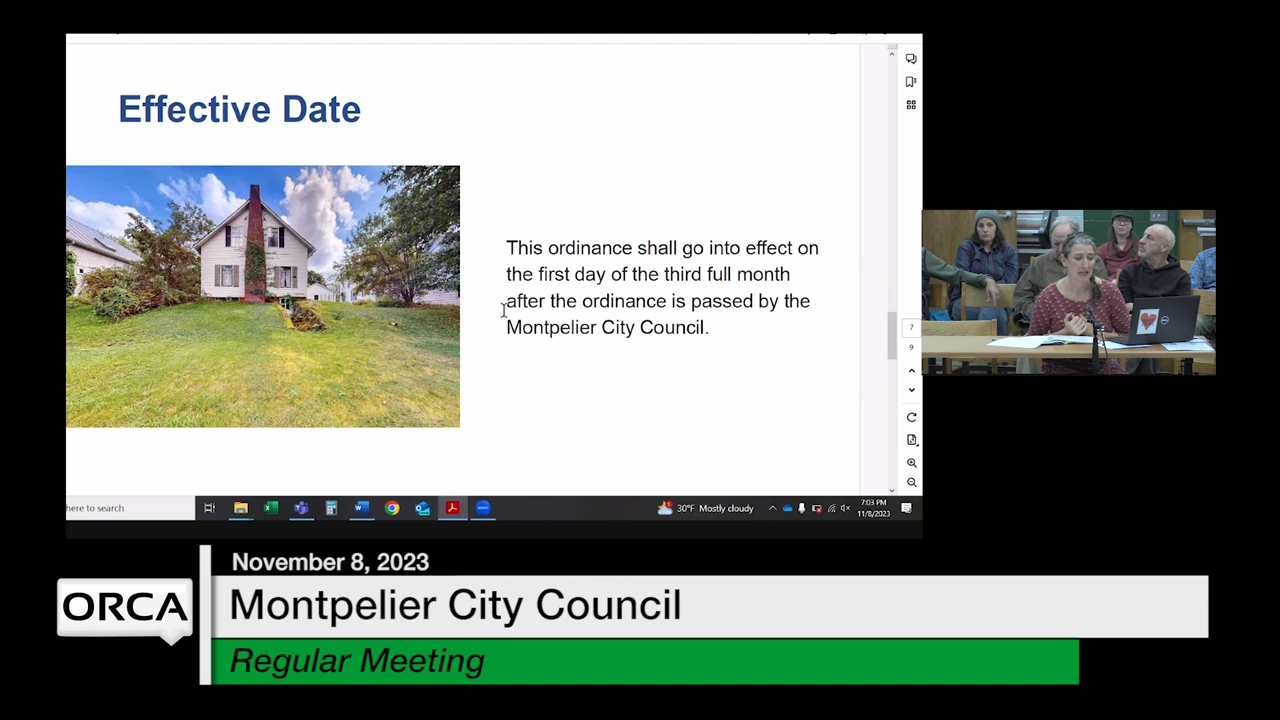 Effective Date
This ordinance shall go into effect on
the first day of the third full month
after the ordinance is passed by the
Montpelier City Council.
7
9
here to search
30°F Mostly cloudy
7:03 PM
11/8/2023
November 8, 2023
ORCA
Montpelier City Council
Regular Meeting